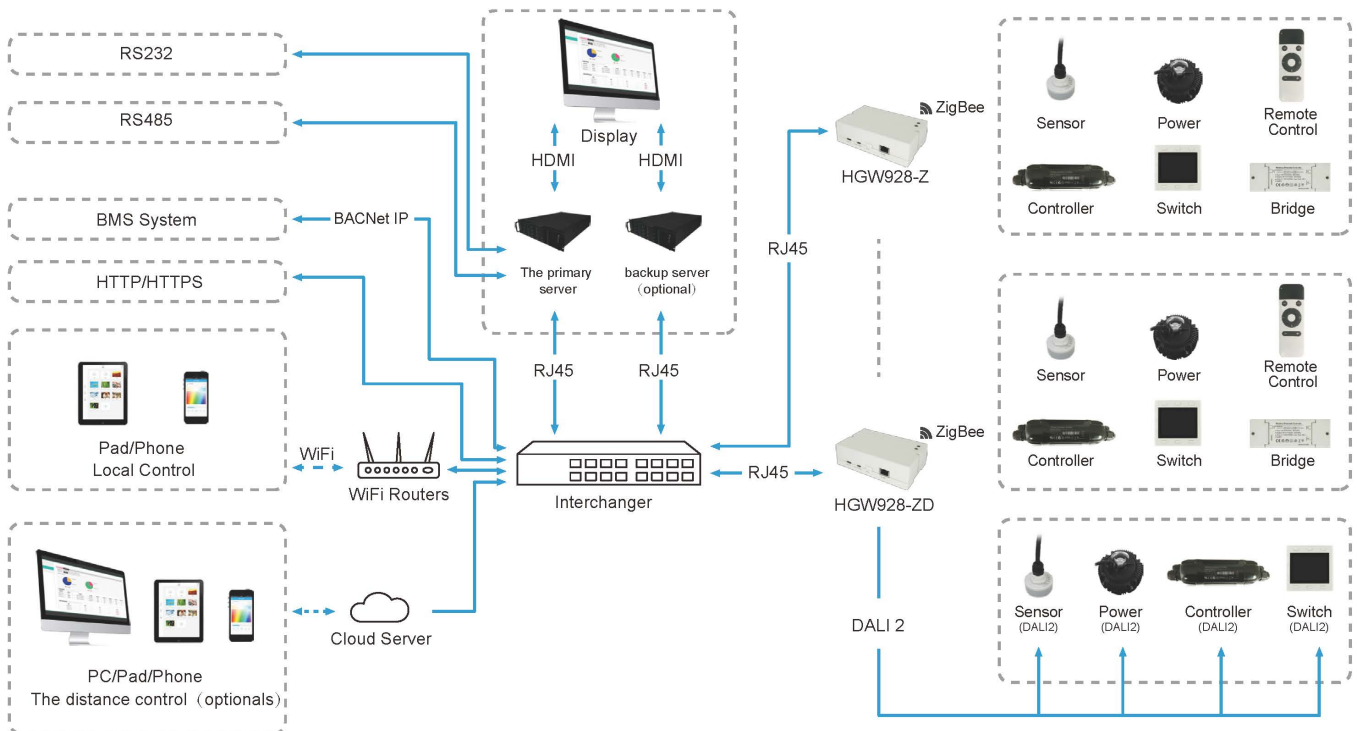 RS232
RS485
BMS System
BACNet IP
HTTP/HTTPS
Pad/Phone
Local Control
WiFi
WiFi Routers
PC/Pad/Phone
The distance control（optionals）
Cloud Server
Display
HDMI
HDMI
The primary
server
backup server
（optional）
RJ45
RJ45
Interchanger
RJ45
RJ45
ZigBee
HGW928-Z
ZigBee
HGW928-ZD
DALI 2
Sensor
Power
Remote
Control
Controller
Switch
Bridge
Sensor
Power
Remote
Control
Controller
Switch
Bridge
Sensor
(DALI2)
Power
(DALI2)
Controller
(DALI2)
Switch
(DALI2)